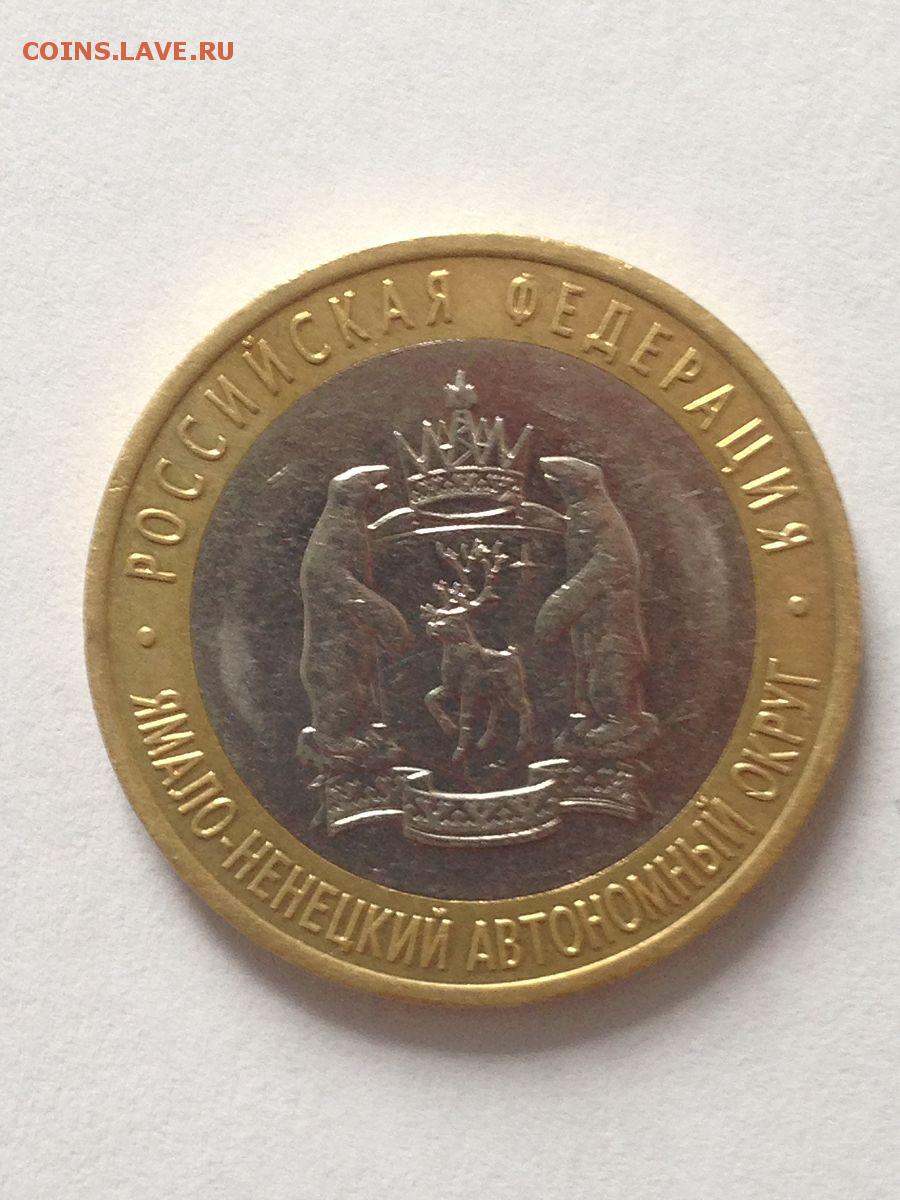 COINS.LAVE.RU
РОССИЙСКАЯ ФЕДЕРАЦИЯ
ЯМАЛО-НЕНЕЦКИЙ АВТОНОМНЫЙ ОКРУГ